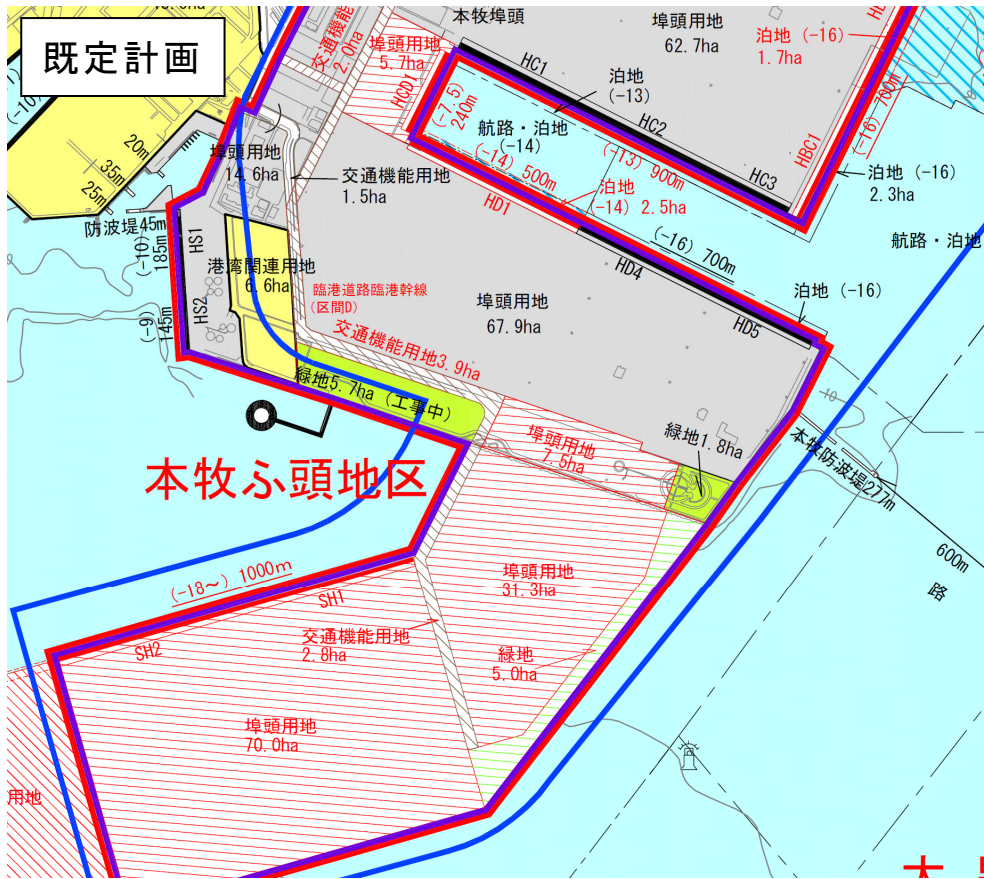 既定計画
交通機能
2.0ha
埠頭用地
5.7ha
本牧埠頭
埠頭用地
62.7ha
泊地 (-16)
1.7ha
HC1
HC2
HC3
泊地
(-13)
HCD1
(-7.5)
240m
航路・泊地
(-14)
(-13) 900m
HBC1
(-16) 700m
(-10)
20m
35m
25m
埠頭用地
14.6ha
交通機能用地
1.5ha
(-14) 500m
HD1
泊地
(-14) 2.5ha
泊地 (-16)
2.3ha
航路・泊地
防波堤45m
(-10)
185m
HS1
港湾関連用地
6.6ha
HS2
(-9)
145m
臨港道路臨港幹線
(区間D)
(-16) 700m
HD4
HD5
泊地 (-16)
埠頭用地
67.9ha
交通機能用地3.9ha
緑地5.7ha (工事中)
10
本牧ふ頭地区
埠頭用地
7.5ha
緑地1.8ha
本牧防波堤277m
600m
路
(-18～) 1000m
SH1
SH2
埠頭用地
31.3ha
交通機能用地
2.8ha
緑地
5.0ha
埠頭用地
70.0ha
用地